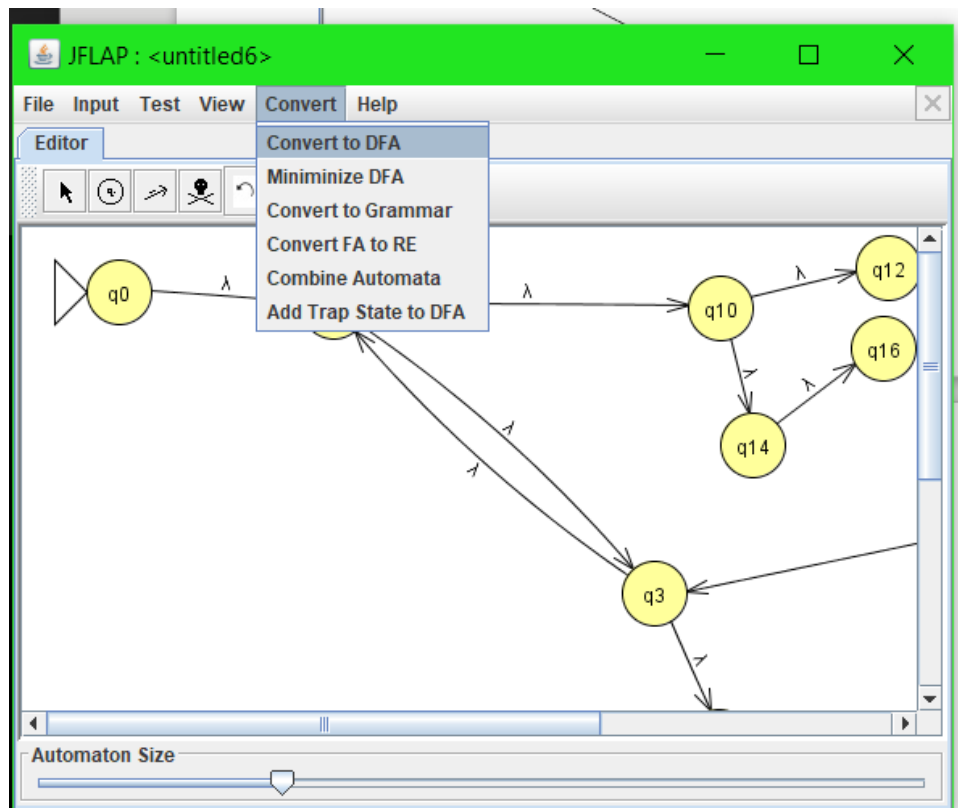 JFLAP : <untitled6>
File Input Test View Convert Help
Editor
Convert to DFA
Miniminize DFA
Convert to Grammar
Convert FA to RE
Combine Automata
Add Trap State to DFA
q0
λ
λ
q10
λ
q12
λ
λ
q16
q14
λ
λ
q3
λ
Automaton Size